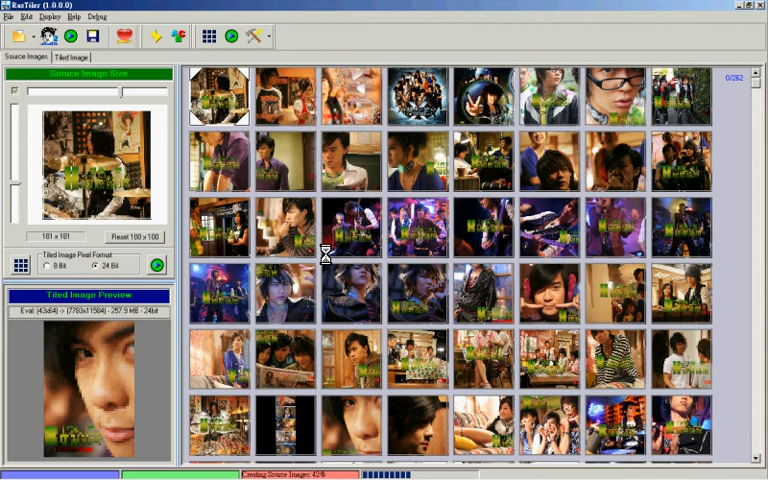 RasTiler (1.0.0.0)
File Edit Display Help Debug
Source Images Tiled Image
Soruce Image Size
0/262
181 x 181
Reset 100 x 100
Tiled Image Pixel Format
8 Bit
24 Bit
Tiled Image Preview
Eval: (43x64) -> (7783x11584) - 257.9 MB - 24bit
Creating Source Images: 42%